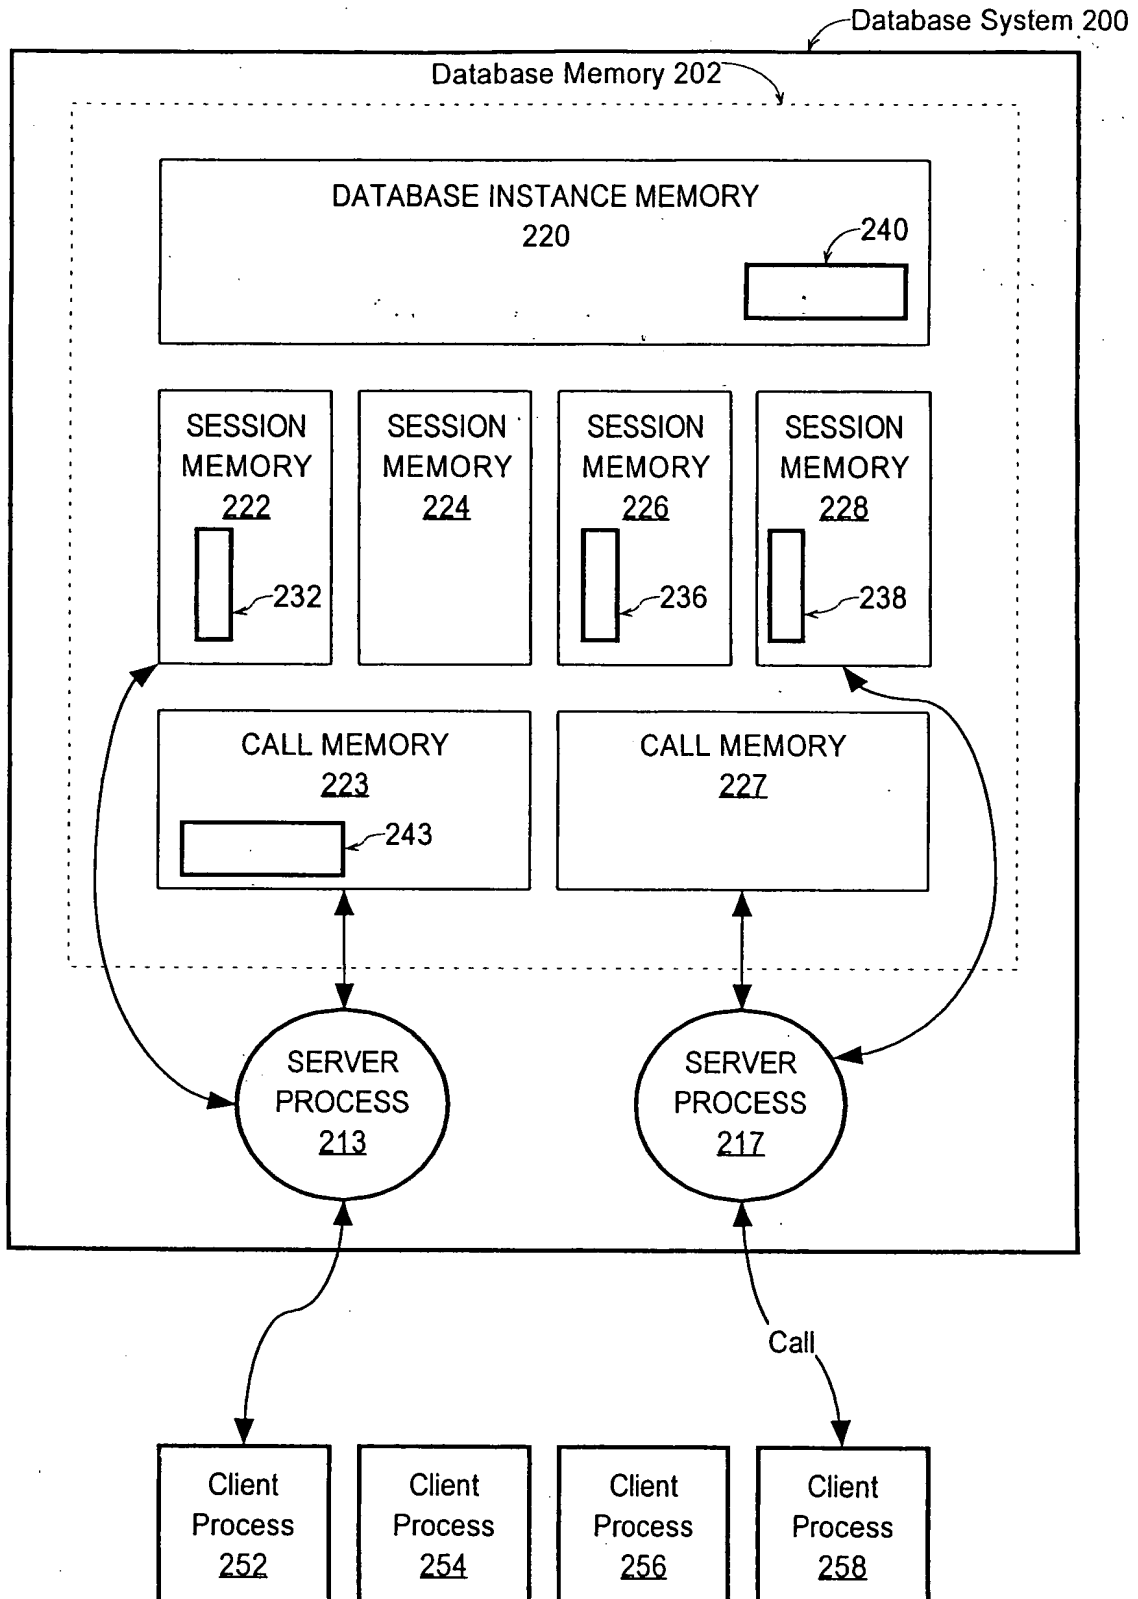 Database System 200
Database Memory 202
DATABASE INSTANCE MEMORY
220
240
SESSION
MEMORY
222
232
SESSION
MEMORY
224
SESSION
MEMORY
226
236
SESSION
MEMORY
228
238
CALL MEMORY
223
243
CALL MEMORY
227
SERVER
PROCESS
213
SERVER
PROCESS
217
Call
Client
Process
252
Client
Process
254
Client
Process
256
Client
Process
258